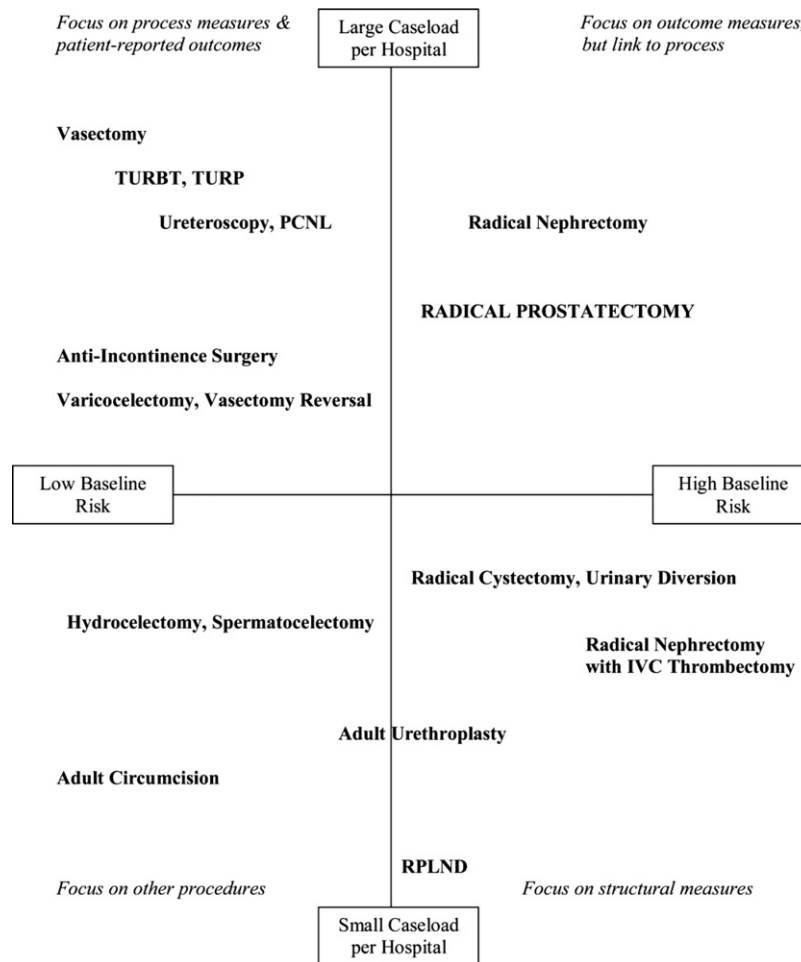 Focus on process measures &
patient-reported outcomes
Large Caseload
per Hospital
Focus on outcome measures,
but link to process
Vasectomy
TURBT, TURP
Ureteroscopy, PCNL
Radical Nephrectomy
RADICAL PROSTATECTOMY
Anti-Incontinence Surgery
Varicocelectomy, Vasectomy Reversal
Low Baseline
Risk
High Baseline
Risk
Radical Cystectomy, Urinary Diversion
Hydrocelectomy, Spermatocelectomy
Radical Nephrectomy
with IVC Thrombectomy
Adult Urethroplasty
Adult Circumcision
RPLND
Focus on other procedures
Focus on structural measures
Small Caseload
per Hospital